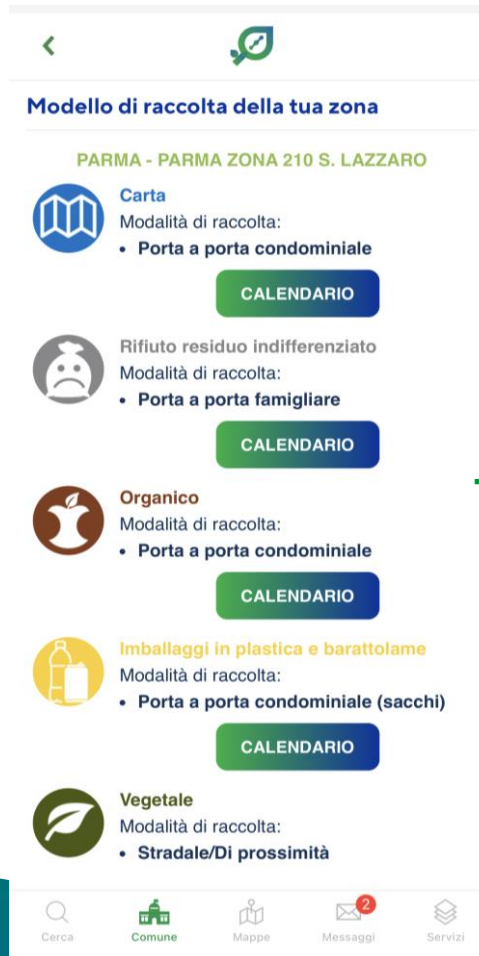 Modello di raccolta della tua zona
PARMA - PARMA ZONA 210 S. LAZZARO
Carta
Modalità di raccolta:
• Porta a porta condominiale
CALENDARIO
Rifiuto residuo indifferenziato
Modalità di raccolta:
• Porta a porta famigliare
CALENDARIO
Organico
Modalità di raccolta:
• Porta a porta condominiale
CALENDARIO
Imballaggi in plastica e barattolame
Modalità di raccolta:
• Porta a porta condominiale (sacchi)
CALENDARIO
Vegetale
Modalità di raccolta:
• Stradale/Di prossimità
2
Cerca Comune Mappe Messaggi Servizi